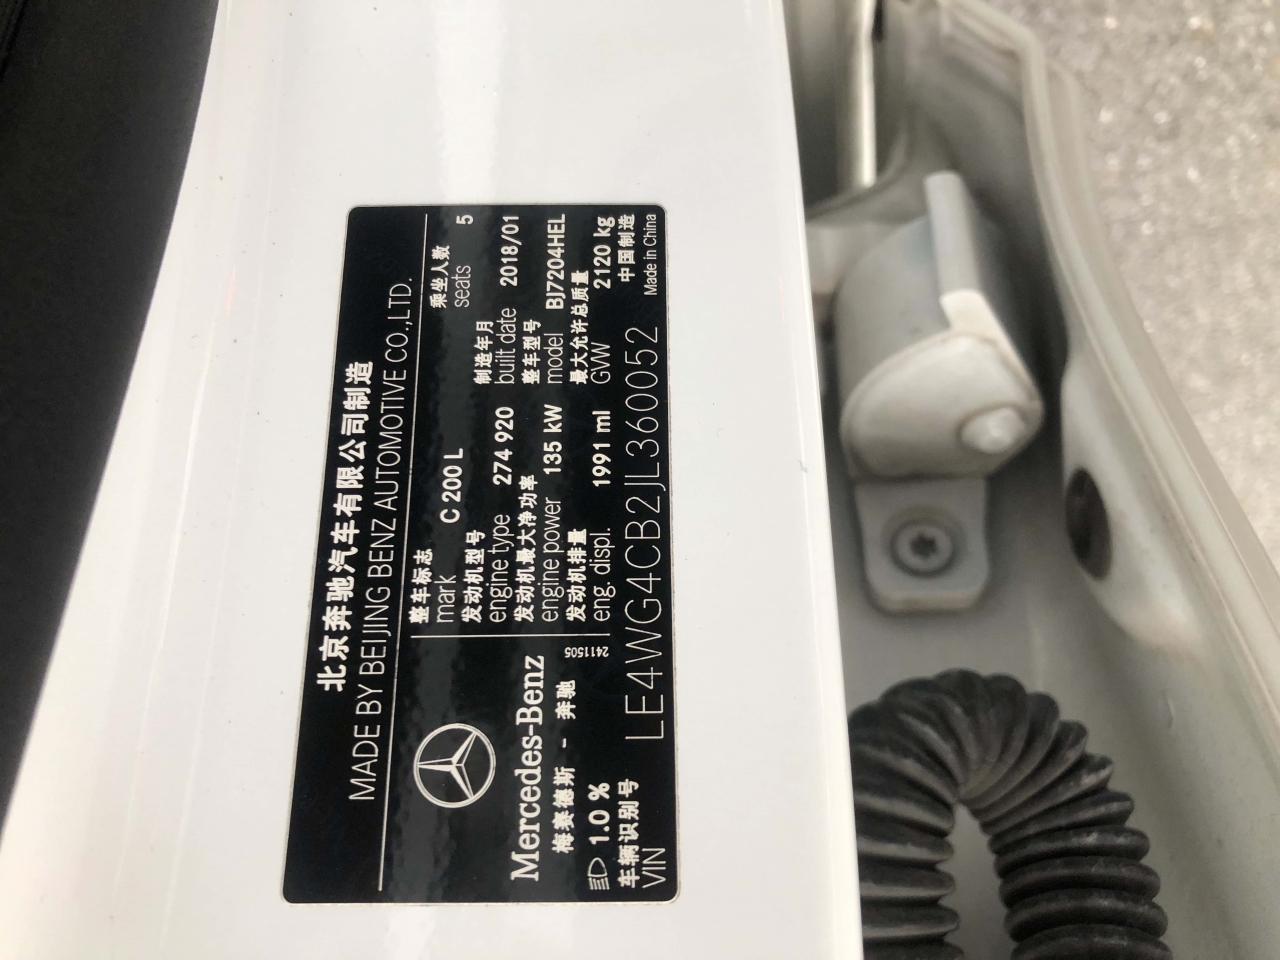 北京奔驰汽车有限公司制造
MADE BY BEIJING BENZ AUTOMOTIVE CO.,LTD.
Mercedes-Benz
梅赛德斯 - 奔驰
1.0 %
2411505
整车标志 乘坐人数
mark C 200 L seats 5
发动机型号 制造年月
engine type 274 920 built date 2018/01
发动机最大净功率 整车型号
engine power 135 kW model BJ7204HEL
发动机排量 最大允许总质量
eng. displ. 1991 ml GVW 2120 kg
车辆识别号 中国制造
VIN LE4WG4CB2JL360052 Made in China